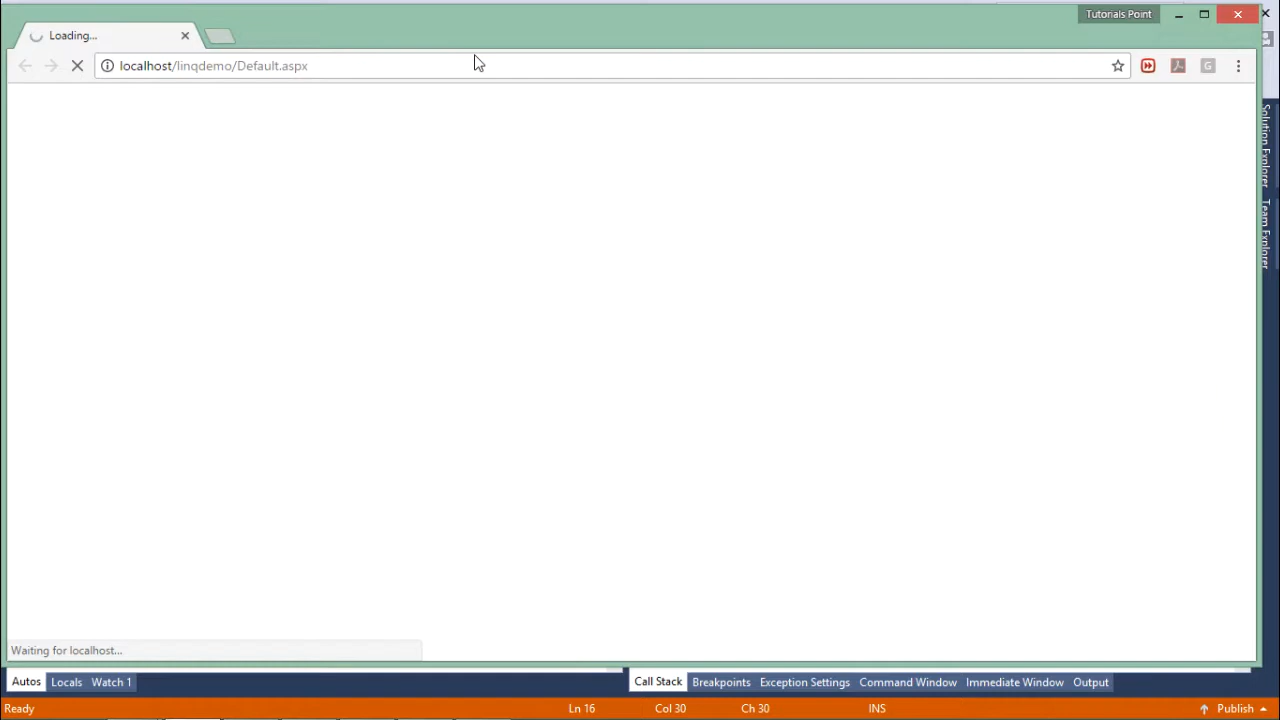 Tutorials Point
Loading...
localhost/linqdemo/Default.aspx
G
Solution Explorer
Team Explorer
Waiting for localhost...
Autos Locals Watch 1 Call Stack Breakpoints Exception Settings Command Window Immediate Window Output
Ready Ln 16 Col 30 Ch 30 INS Publish